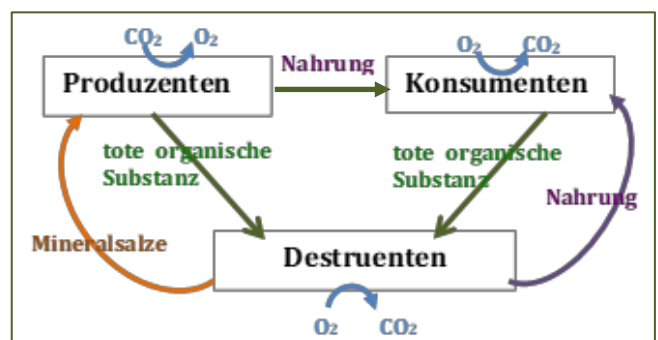 CO₂ O₂
Produzenten
Nahrung
O₂ CO₂
Konsumenten
tote organische
Substanz
tote organische
Substanz
Nahrung
Mineralsalze
Destruenten
O₂ CO₂